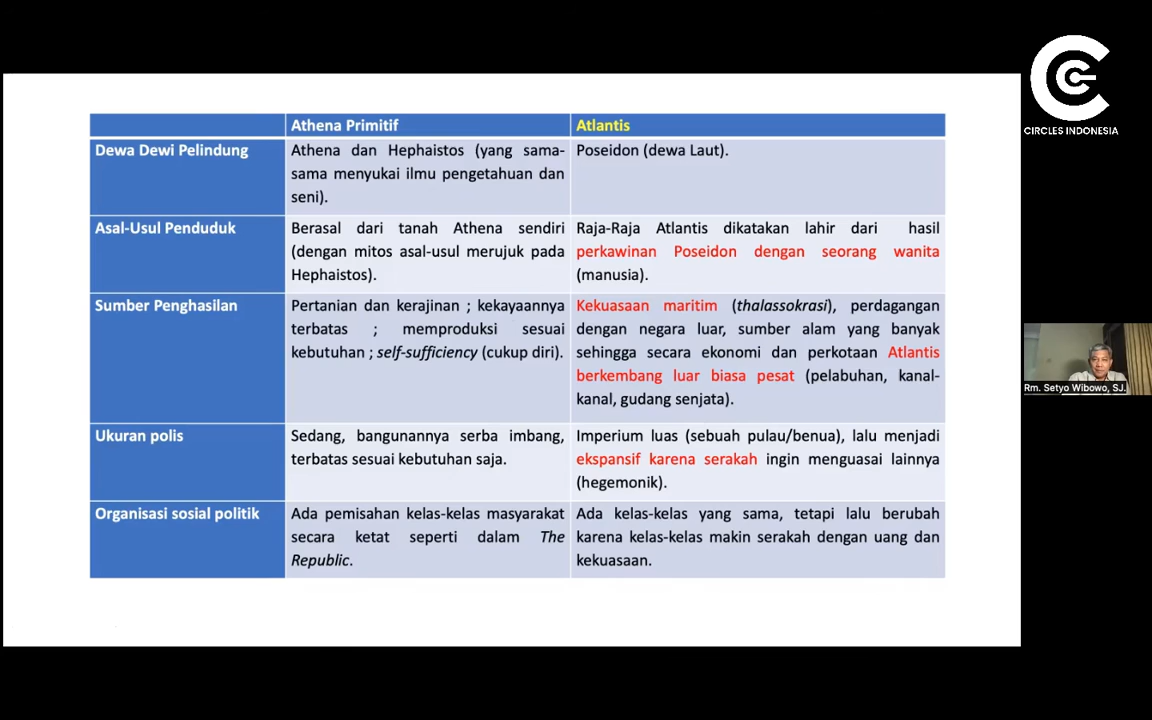 Athena Primitif
Atlantis
Dewa Dewi Pelindung
Athena dan Hephaistos (yang sama-
sama menyukai ilmu pengetahuan dan
seni).
Poseidon (dewa Laut).
Asal-Usul Penduduk
Berasal dari tanah Athena sendiri
(dengan mitos asal-usul merujuk pada
Hephaistos).
Raja-Raja Atlantis dikatakan lahir dari hasil
perkawinan Poseidon dengan seorang wanita
(manusia).
Sumber Penghasilan
Pertanian dan kerajinan ; kekayaannya
terbatas ; memproduksi sesuai
kebutuhan ; self-sufficiency (cukup diri).
Kekuasaan maritim (thalassokrasi), perdagangan
dengan negara luar, sumber alam yang banyak
sehingga secara ekonomi dan perkotaan Atlantis
berkembang luar biasa pesat (pelabuhan, kanal-
kanal, gudang senjata).
Ukuran polis
Sedang, bangunannya serba imbang,
terbatas sesuai kebutuhan saja.
Imperium luas (sebuah pulau/benua), lalu menjadi
ekspansif karena serakah ingin menguasai lainnya
(hegemonik).
Organisasi sosial politik
Ada pemisahan kelas-kelas masyarakat
secara ketat seperti dalam The
Republic.
Ada kelas-kelas yang sama, tetapi lalu berubah
karena kelas-kelas makin serakah dengan uang dan
kekuasaan.
CIRCLES INDONESIA
Rm. Setyo Wibowo, SJ.